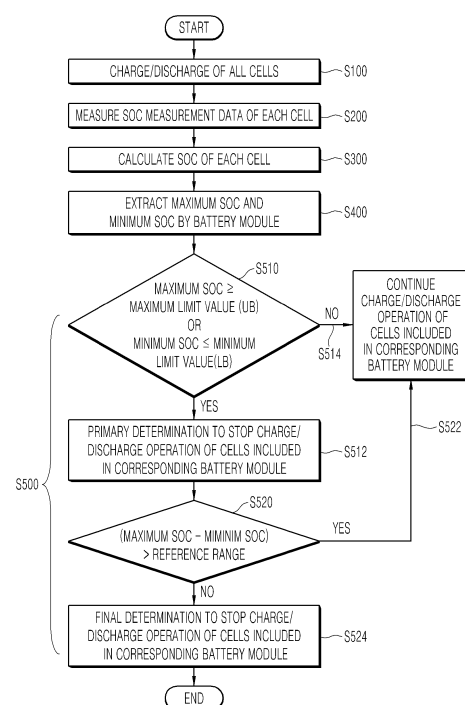 START
CHARGE/DISCHARGE OF ALL CELLS
S100
MEASURE SOC MEASUREMENT DATA OF EACH CELL
S200
CALCULATE SOC OF EACH CELL
S300
EXTRACT MAXIMUM SOC AND
MINIMUM SOC BY BATTERY MODULE
S400
S510
MAXIMUM SOC ≥
MAXIMUM LIMIT VALUE (UB)
OR
MINIMUM SOC ≤ MINIMUM
LIMIT VALUE(LB)
NO
S514
CONTINUE
CHARGE/DISCHARGE
OPERATION OF
CELLS INCLUDED
IN CORRESPONDING
BATTERY MODULE
YES
S522
PRIMARY DETERMINATION TO STOP CHARGE/
DISCHARGE OPERATION OF CELLS INCLUDED
IN CORRESPONDING BATTERY MODULE
S512
S500
S520
(MAXIMUM SOC – MIMINIM SOC)
> REFERENCE RANGE
YES
NO
FINAL DETERMINATION TO STOP CHARGE/
DISCHARGE OPERATION OF CELLS INCLUDED
IN CORRESPONDING BATTERY MODULE
S524
END